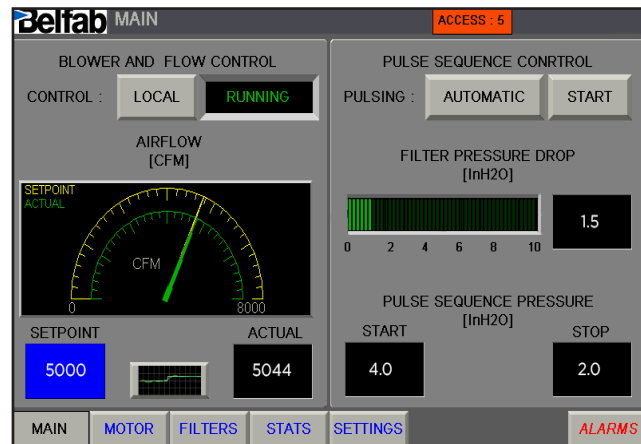 Belfab MAIN
ACCESS : 5
BLOWER AND FLOW CONTROL
CONTROL : LOCAL RUNNING
AIRFLOW
[CFM]
SETPOINT
ACTUAL
CFM
0 8000
SETPOINT ACTUAL
5000 5044
PULSE SEQUENCE CONRTROL
PULSING : AUTOMATIC START
FILTER PRESSURE DROP
[InH2O]
1.5
0 2 4 6 8 10
PULSE SEQUENCE PRESSURE
[InH2O]
START STOP
4.0 2.0
MAIN MOTOR FILTERS STATS SETTINGS ALARMS